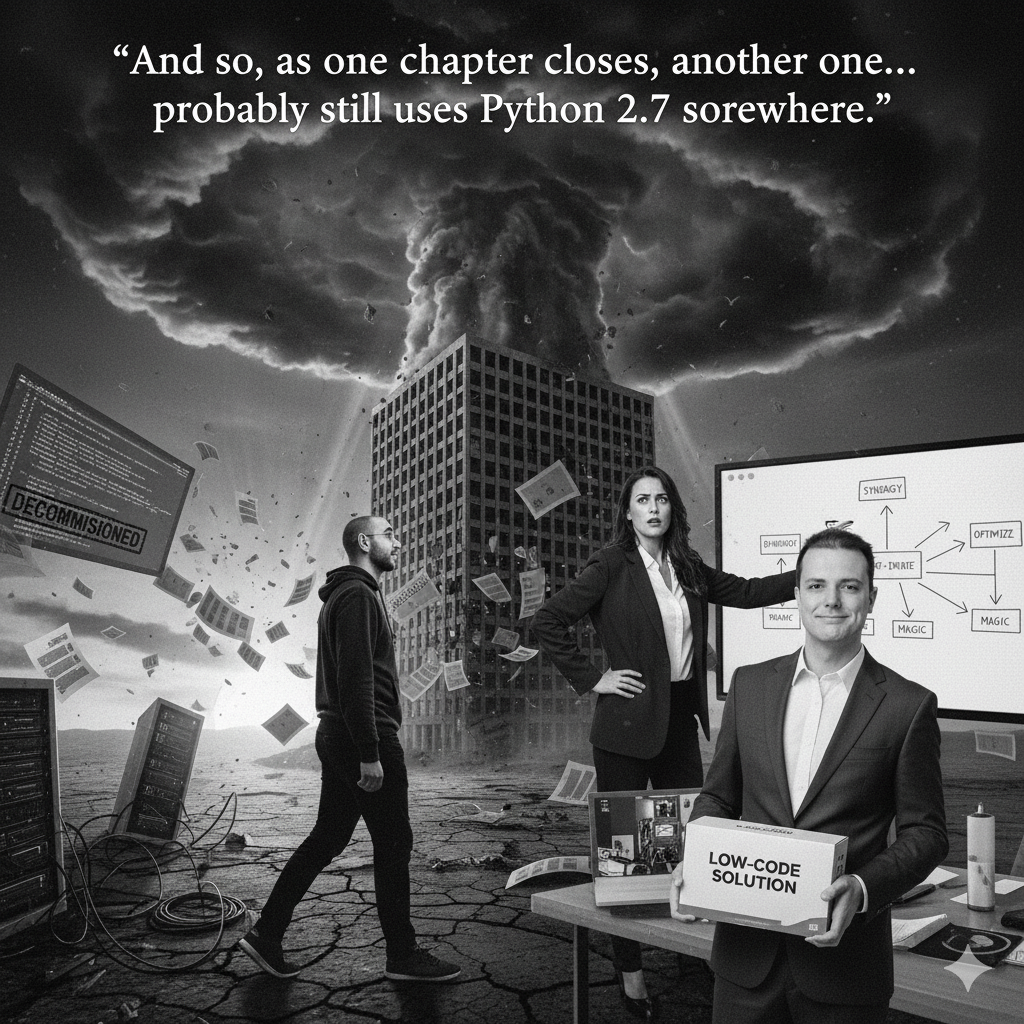 “And so, as one chapter closes, another one...
probably still uses Python 2.7 sorewhere.”
DECOMMISIONED
SYNEAGY
OFTIMIZZ
MAGIC
MAGIC
LOW-CODE
SOLUTION